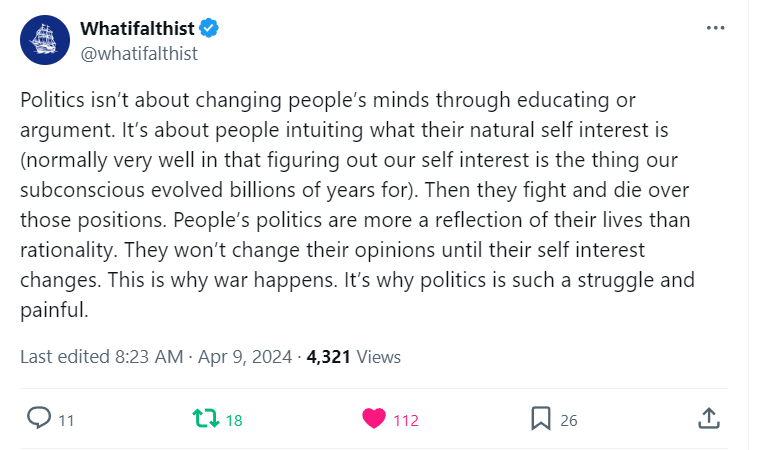 Whatifalthist
@whatifalthist
Politics isn’t about changing people’s minds through educating or
argument. It’s about people intuiting what their natural self interest is
(normally very well in that figuring out our self interest is the thing our
subconscious evolved billions of years for). Then they fight and die over
those positions. People’s politics are more a reflection of their lives than
rationality. They won’t change their opinions until their self interest
changes. This is why war happens. It’s why politics is such a struggle and
painful.
Last edited 8:23 AM · Apr 9, 2024 · 4,321 Views
11 18 112 26